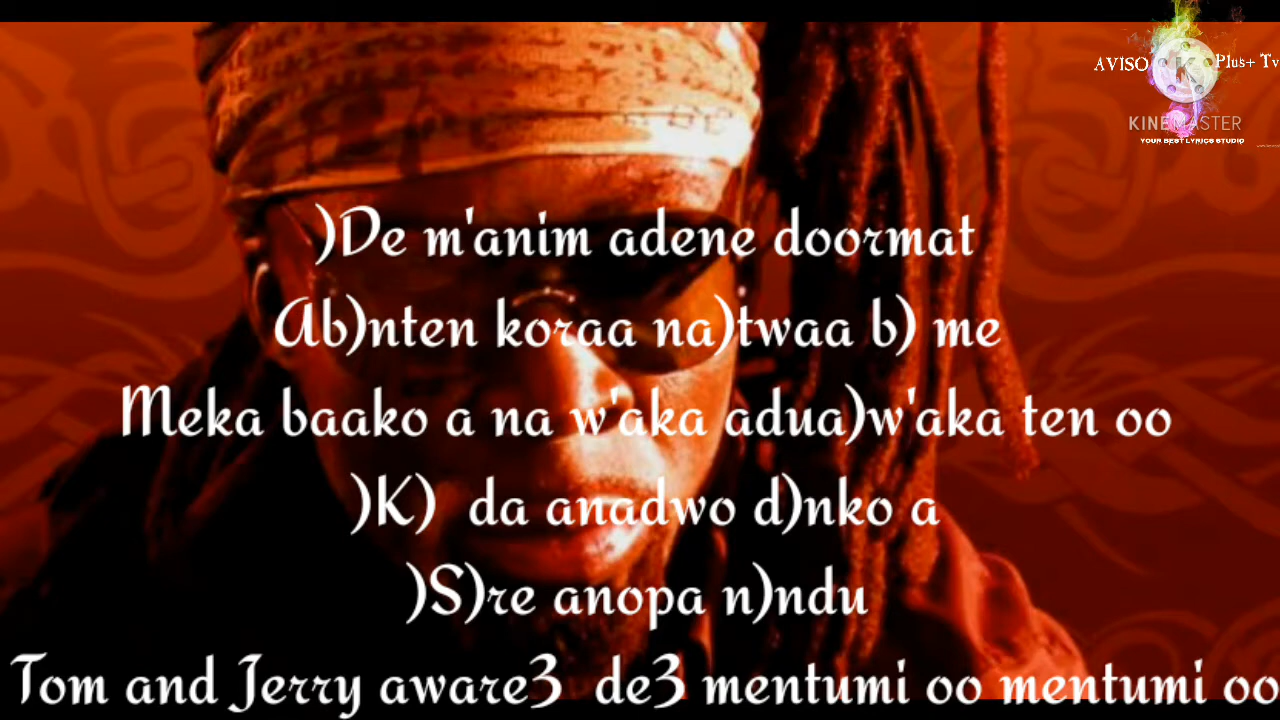 AVISO K Plus+ Tv
KINEMASTER
YOUR BEST LYRICS STUDIO
)De m'anim adene doormat
Ab)nten koraa na)twaa b) me
Meka baako a na w'aka adua)w'aka ten oo
)K)  da anadwo d)nko a
)S)re anopa n)ndu
Tom and Jerry aware3  de3 mentumi oo mentumi oo